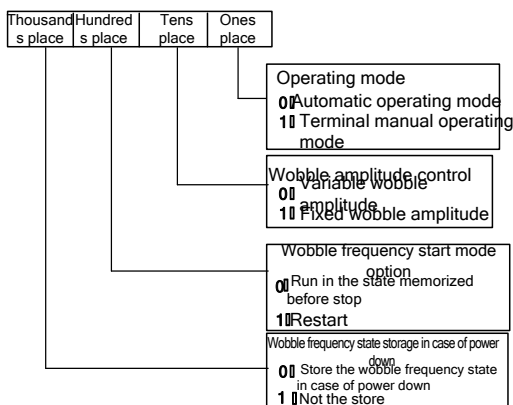 Thousand Hundred Tens Ones
s place s place place place
Operating mode
0 Automatic operating mode
1 Terminal manual operating
mode
Wobble amplitude control
0 Variable wobble
amplitude
1 Fixed wobble amplitude
Wobble frequency start mode
option
0 Run in the state memorized
before stop
1 Restart
Wobble frequency state storage in case of power
down
0 Store the wobble frequency state
in case of power down
1 Not the store